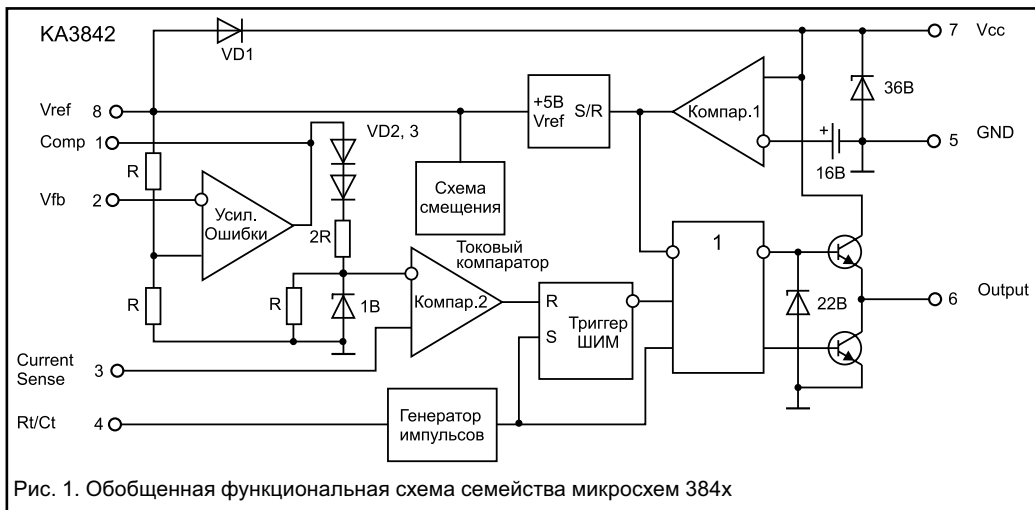 KA3842
VD1
7 Vcc
Vref 8
+5В
Vref
S/R
Компар.1
36В
Comp 1
VD2, 3
16В
5 GND
R
Схема
смещения
Vfb 2
Усил.
Ошибки
2R
Токовый
компаратор
1
R
R
1В
Компар.2
R
S
Триггер
ШИМ
22В
6 Output
Current
Sense
3
Rt/Ct 4
Генератор
импульсов
Рис. 1. Обобщенная функциональная схема семейства микросхем 384x